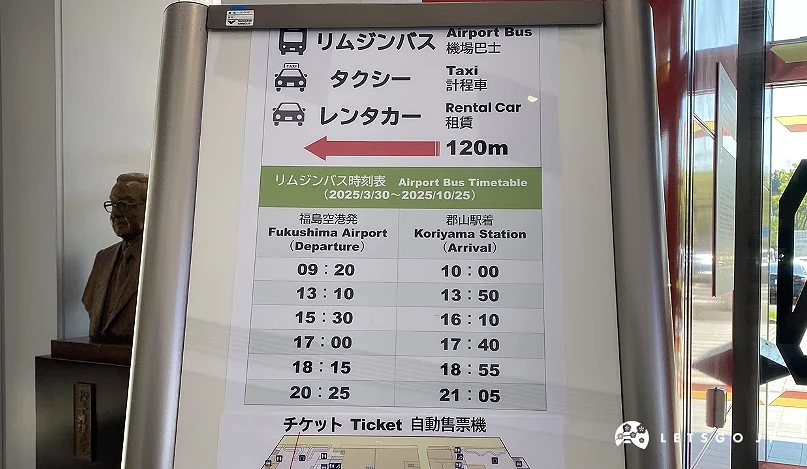 リムジンバス Airport Bus
機場巴士
TAXI
タクシー Taxi
計程車
レンタカー Rental Car
租賃
120m
リムジンバス時刻表 Airport Bus Timetable
（2025/3/30～2025/10/25）
福島空港発 郡山駅着
Fukushima Airport Koriyama Station
（Departure） （Arrival）
09：20 10：00
13：10 13：50
15：30 16：10
17：00 17：40
18：15 18：55
20：25 21：05
チケット Ticket 自動售票機
LETSGO J